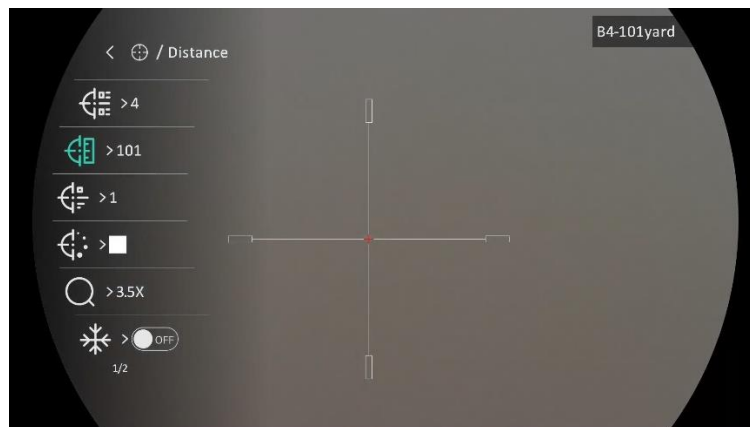 B4-101yard
< / Distance
>4
>101
>1
>
>3.5X
> OFF
1/2